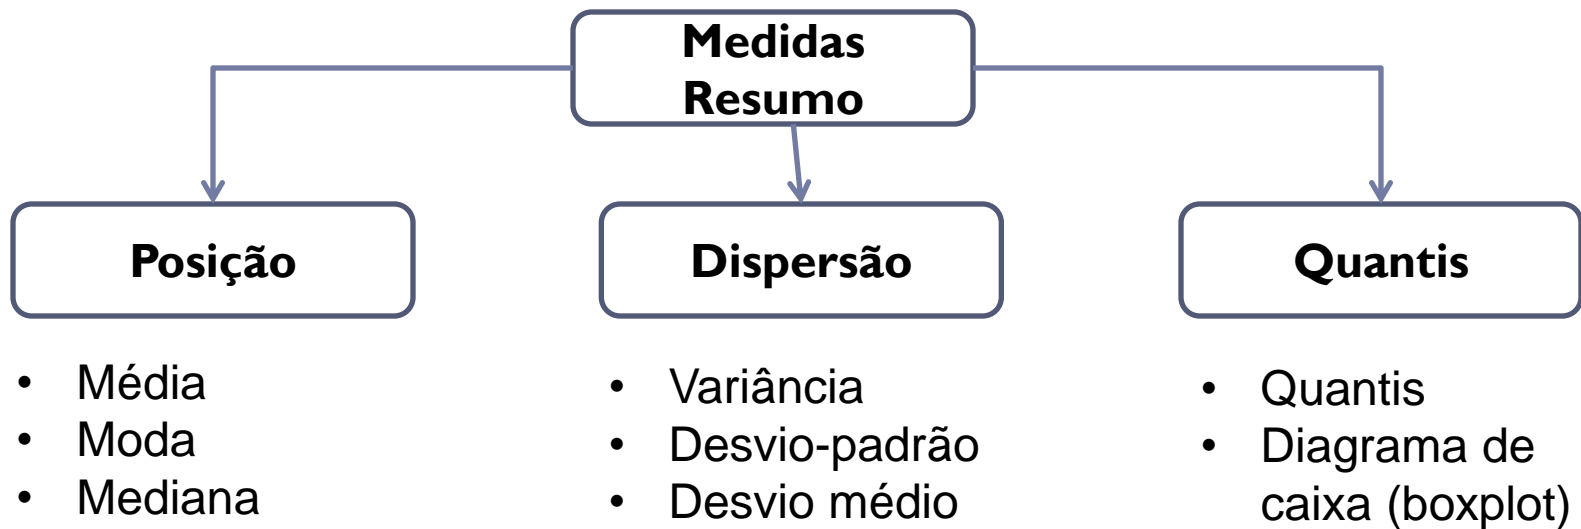 Medidas
Resumo
Posição
Dispersão
Quantis
• Média
• Moda
• Mediana
• Variância
• Desvio-padrão
• Desvio médio
• Quantis
• Diagrama de
caixa (boxplot)